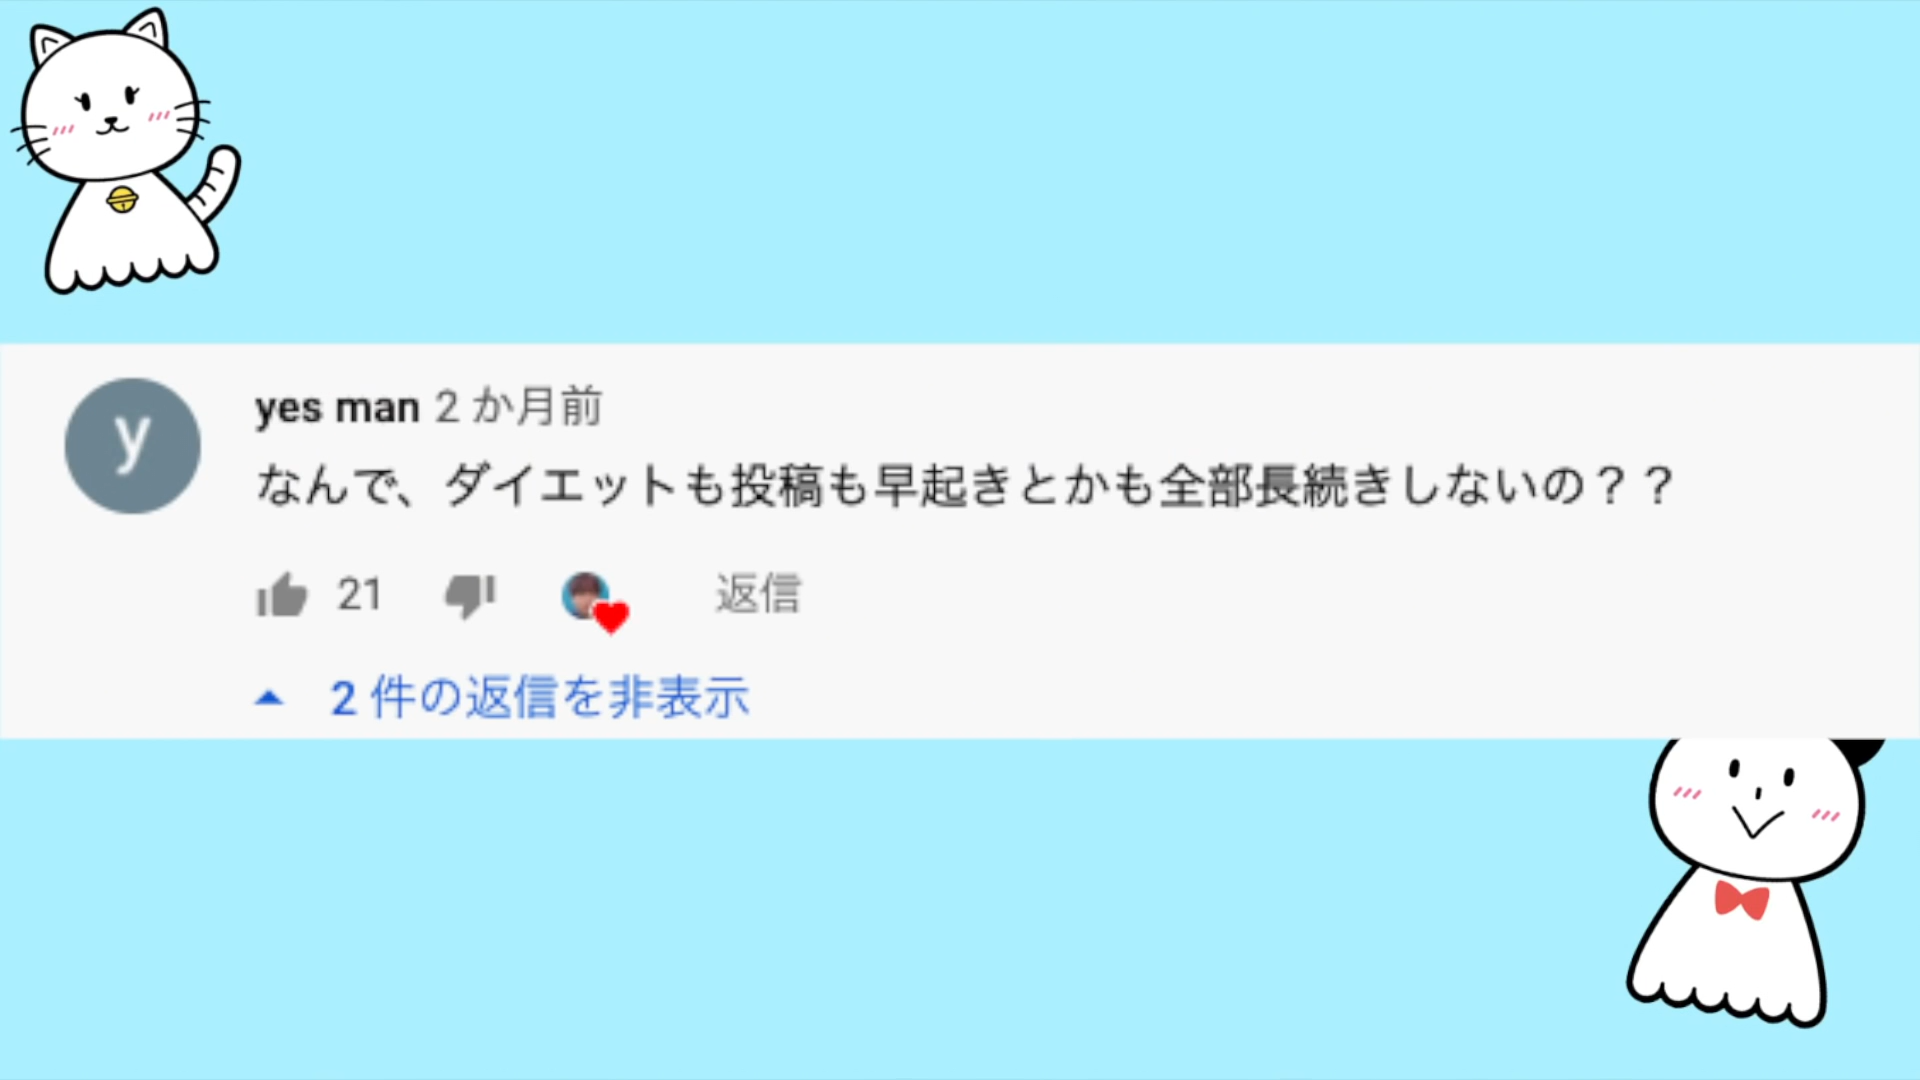 y
yes man 2 か月前
なんで、ダイエットも投稿も早起きとかも全部長続きしないの？？
21 返信
2 件の返信を非表示